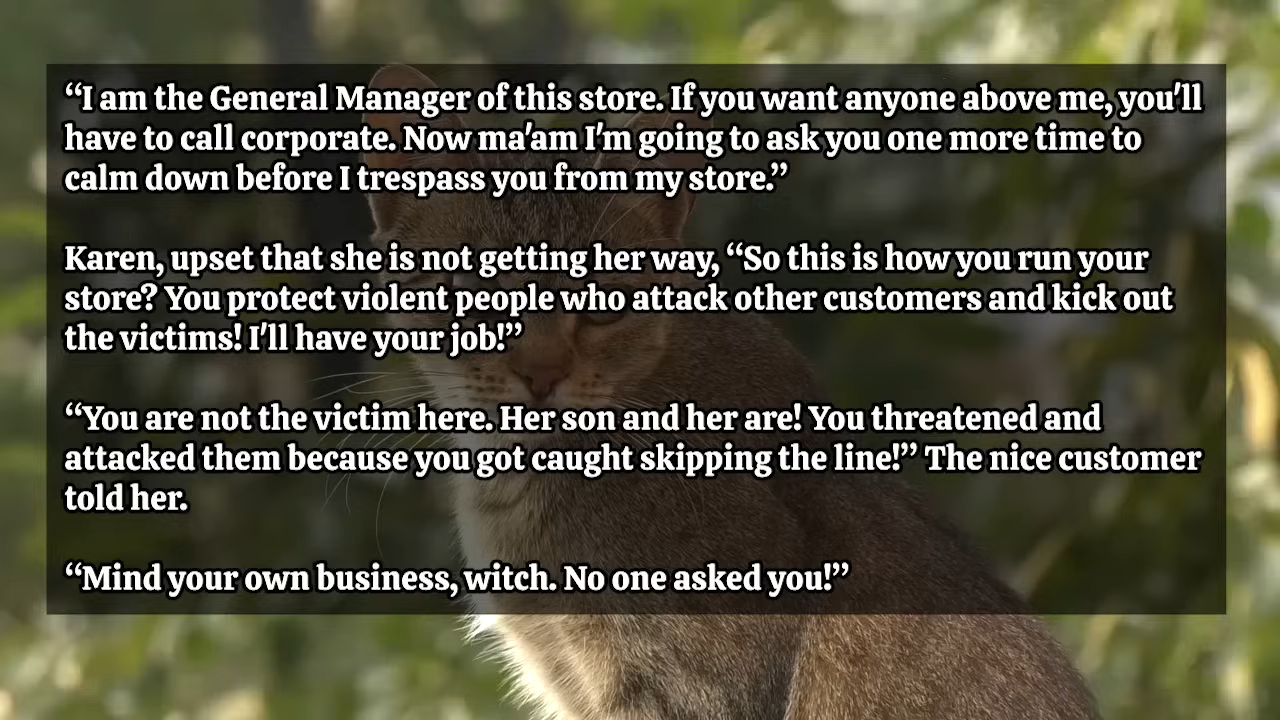 “I am the General Manager of this store. If you want anyone above me, you'll
have to call corporate. Now ma'am I'm going to ask you one more time to
calm down before I trespass you from my store.”
Karen, upset that she is not getting her way, “So this is how you run your
store? You protect violent people who attack other customers and kick out
the victims! I'll have your job!”
“You are not the victim here. Her son and her are! You threatened and
attacked them because you got caught skipping the line!” The nice customer
told her.
“Mind your own business, witch. No one asked you!”